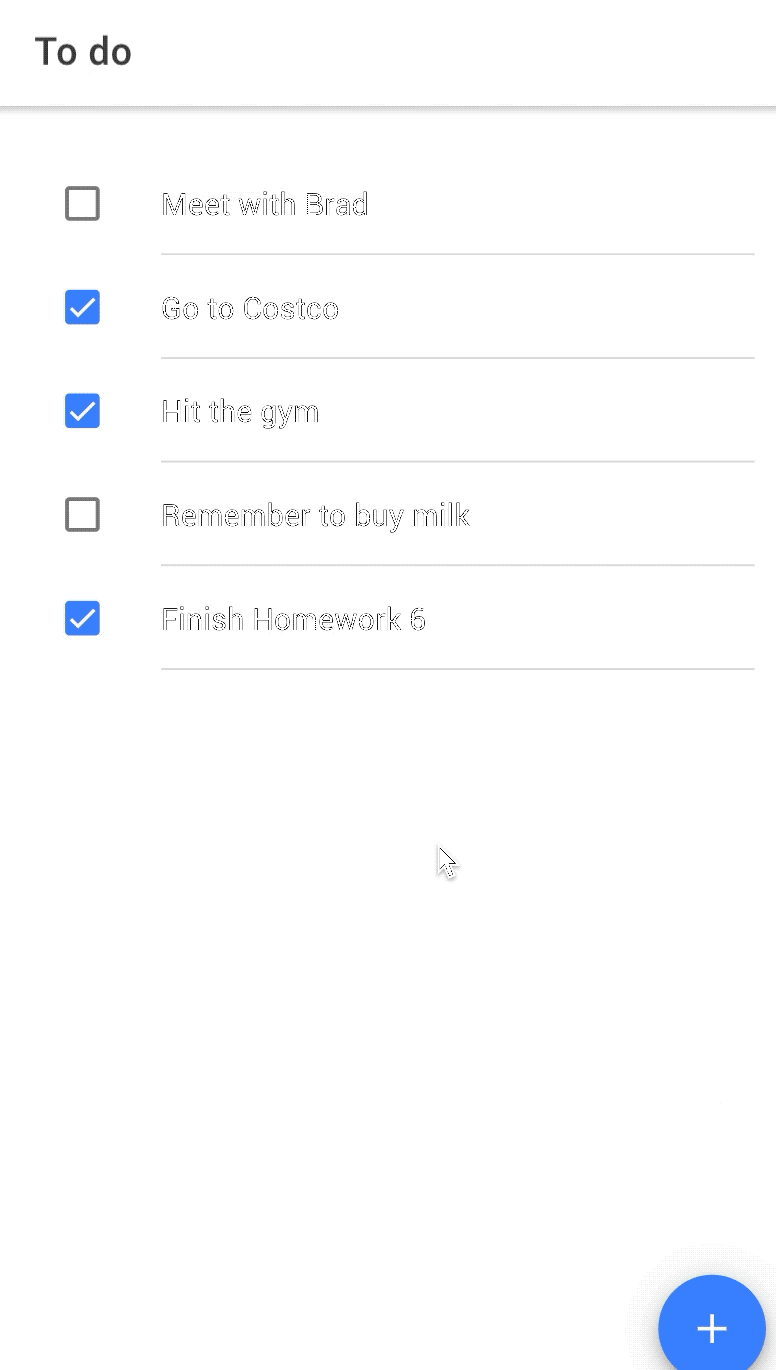 To do
Meet with Brad
Go to Costco
Hit the gym
Remember to buy milk
Finish Homework 6